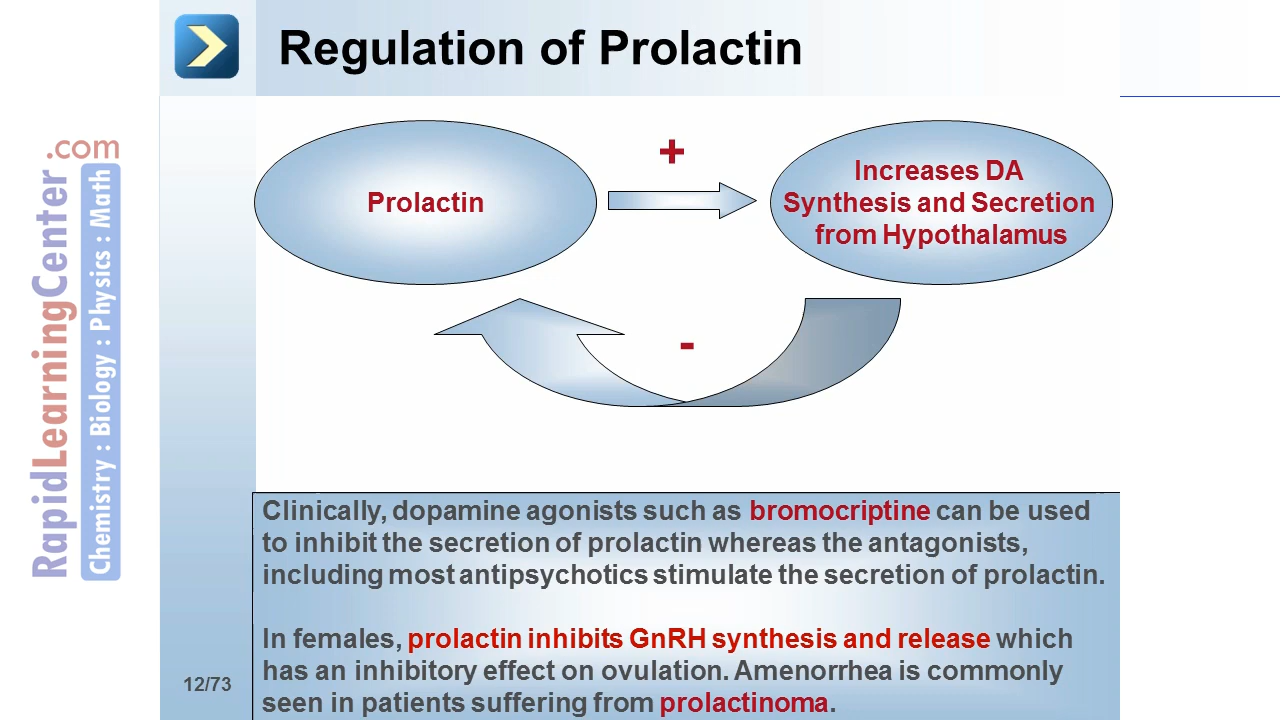 Regulation of Prolactin
RapidLearningCenter.com
Chemistry : Biology : Physics : Math
Prolactin
+
Increases DA
Synthesis and Secretion
from Hypothalamus
-
Clinically, dopamine agonists such as bromocriptine can be used
to inhibit the secretion of prolactin whereas the antagonists,
including most antipsychotics stimulate the secretion of prolactin.
In females, prolactin inhibits GnRH synthesis and release which
has an inhibitory effect on ovulation. Amenorrhea is commonly
seen in patients suffering from prolactinoma.
12/73